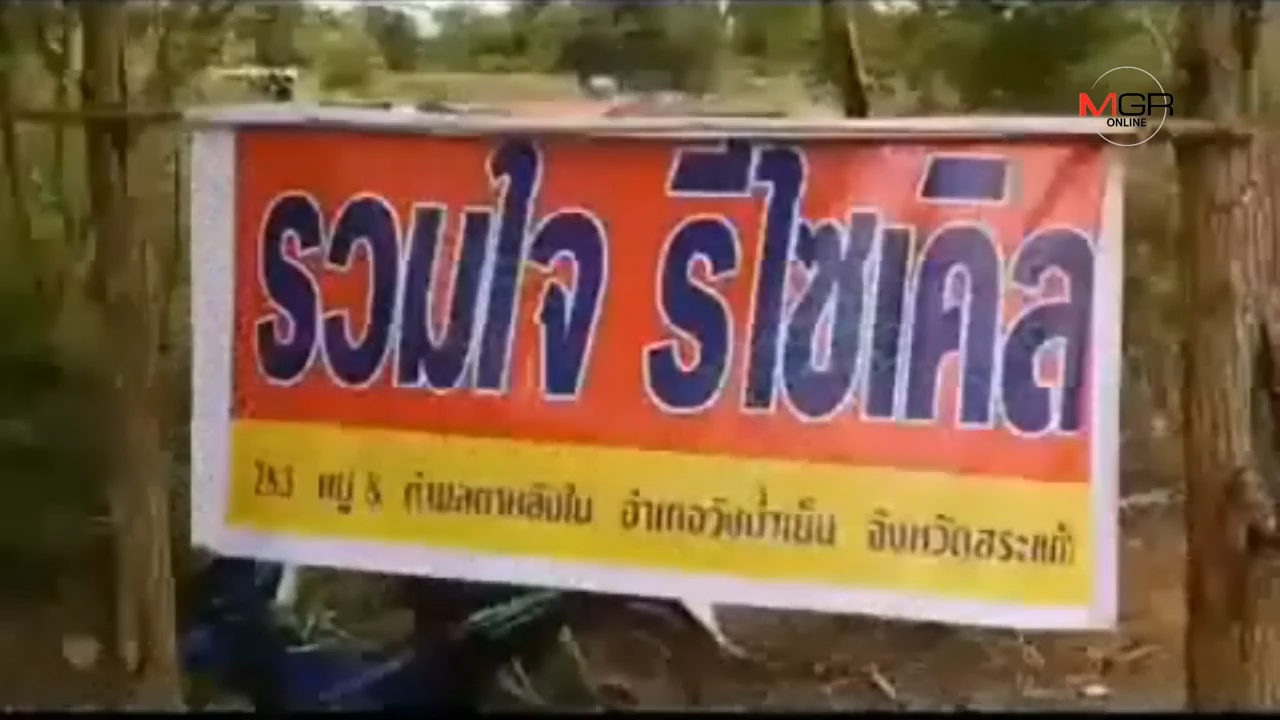 MGR
ONLINE
รวมใจ รีไซเคิล
หมู่ 8 ตำบลตาหลังใน อำเภอวังน้ำเย็น จังหวัดสระแก้ว